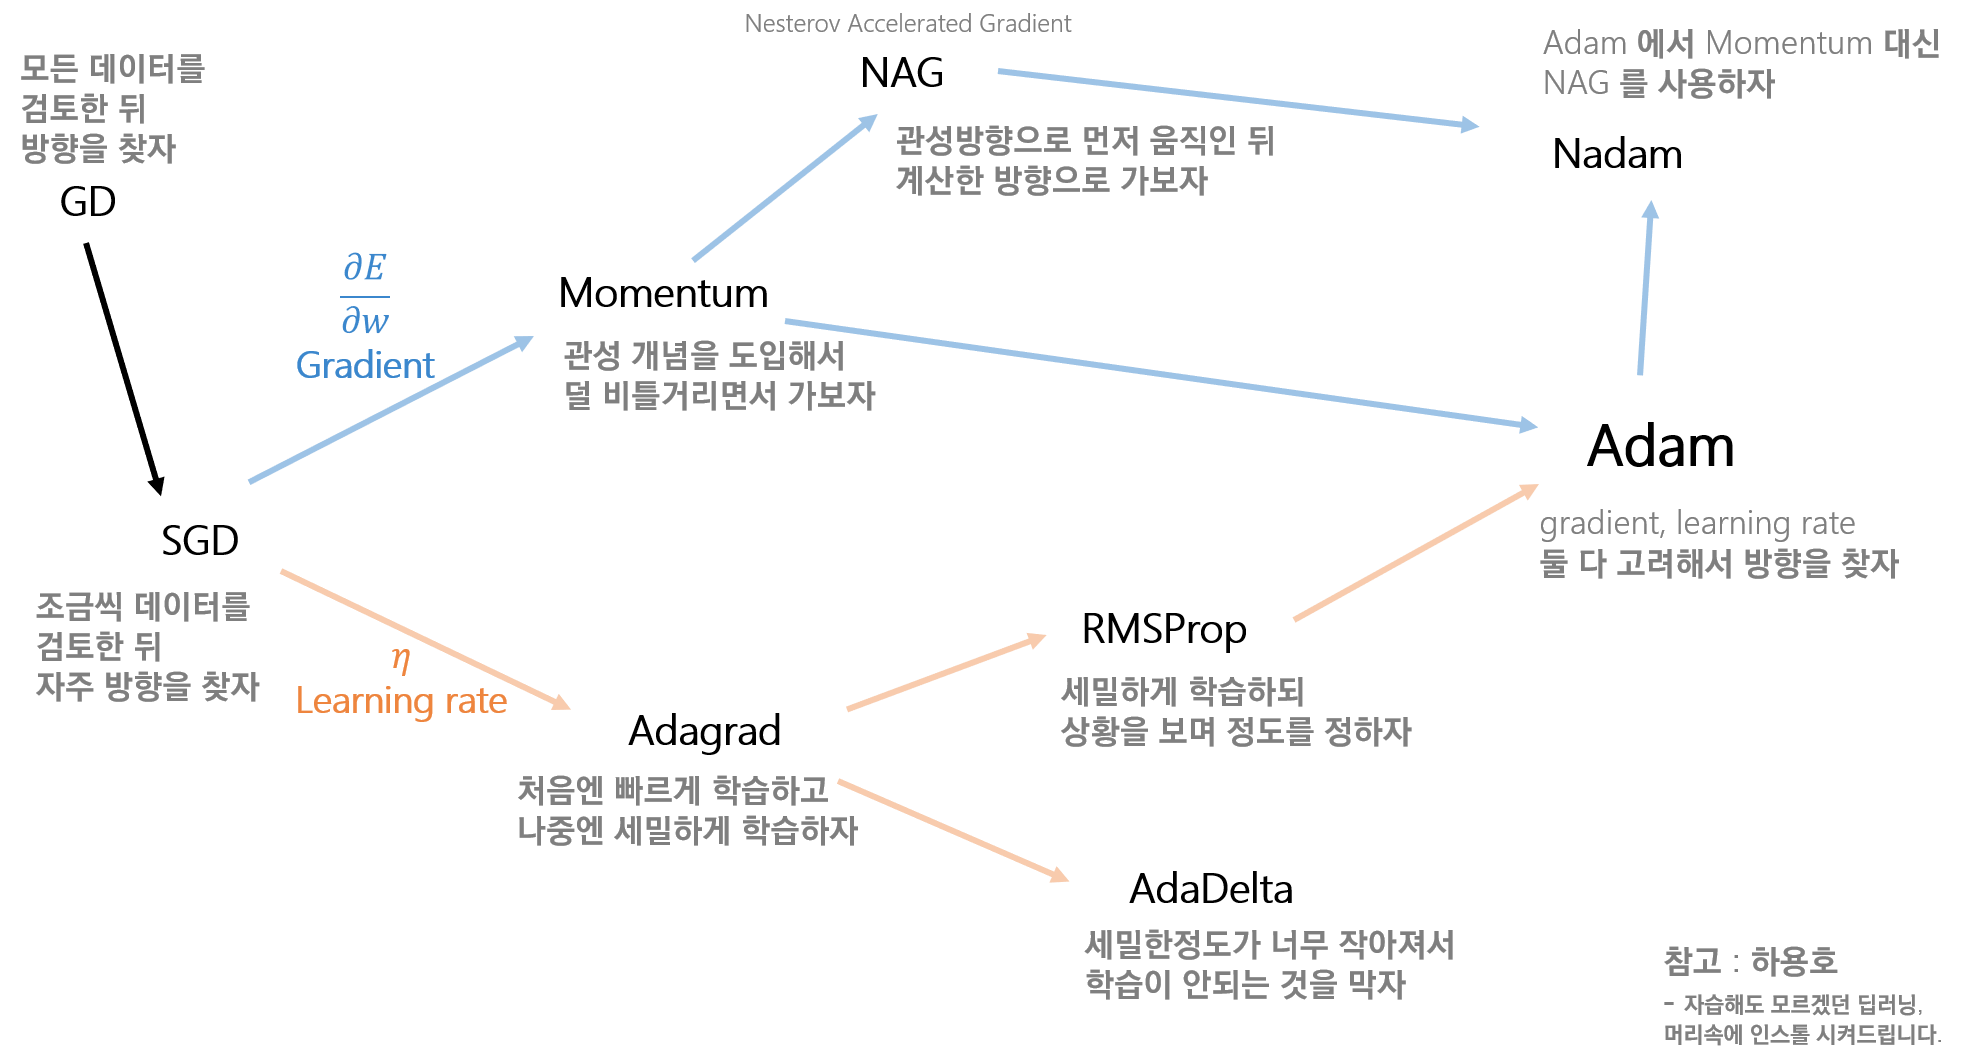 Nesterov Accelerated Gradient
NAG
관성방향으로 먼저 움직인 뒤
계산한 방향으로 가보자
Adam 에서 Momentum 대신
NAG 를 사용하자
Nadam
모든 데이터를
검토한 뒤
방향을 찾자
GD
∂E
∂w
Gradient
Momentum
관성 개념을 도입해서
덜 비틀거리면서 가보자
Adam
gradient, learning rate
둘 다 고려해서 방향을 찾자
SGD
조금씩 데이터를
검토한 뒤
자주 방향을 찾자
η
Learning rate
Adagrad
처음엔 빠르게 학습하고
나중엔 세밀하게 학습하자
RMSProp
세밀하게 학습하되
상황을 보며 정도를 정하자
AdaDelta
세밀한정도가 너무 작아져서
학습이 안되는 것을 막자
참고 : 하용호
- 자습해도 모르겠던 딥러닝,
머리속에 인스톨 시켜드립니다.